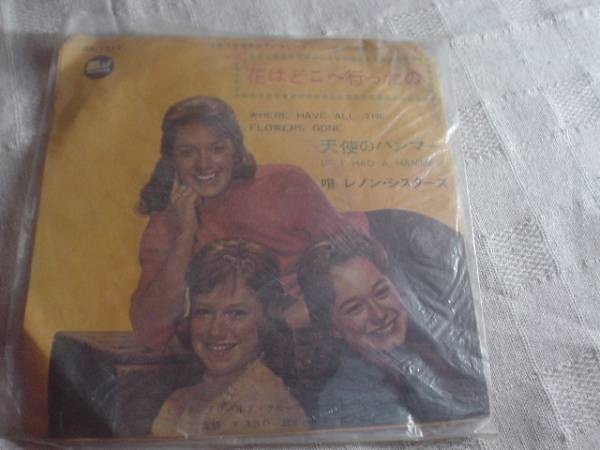 花はどこへ行ったの
WHERE HAVE ALL THE
FLOWERS GONE
天使のハンマー
IF I HAD A HAMMER
唄 レノン・シスターズ